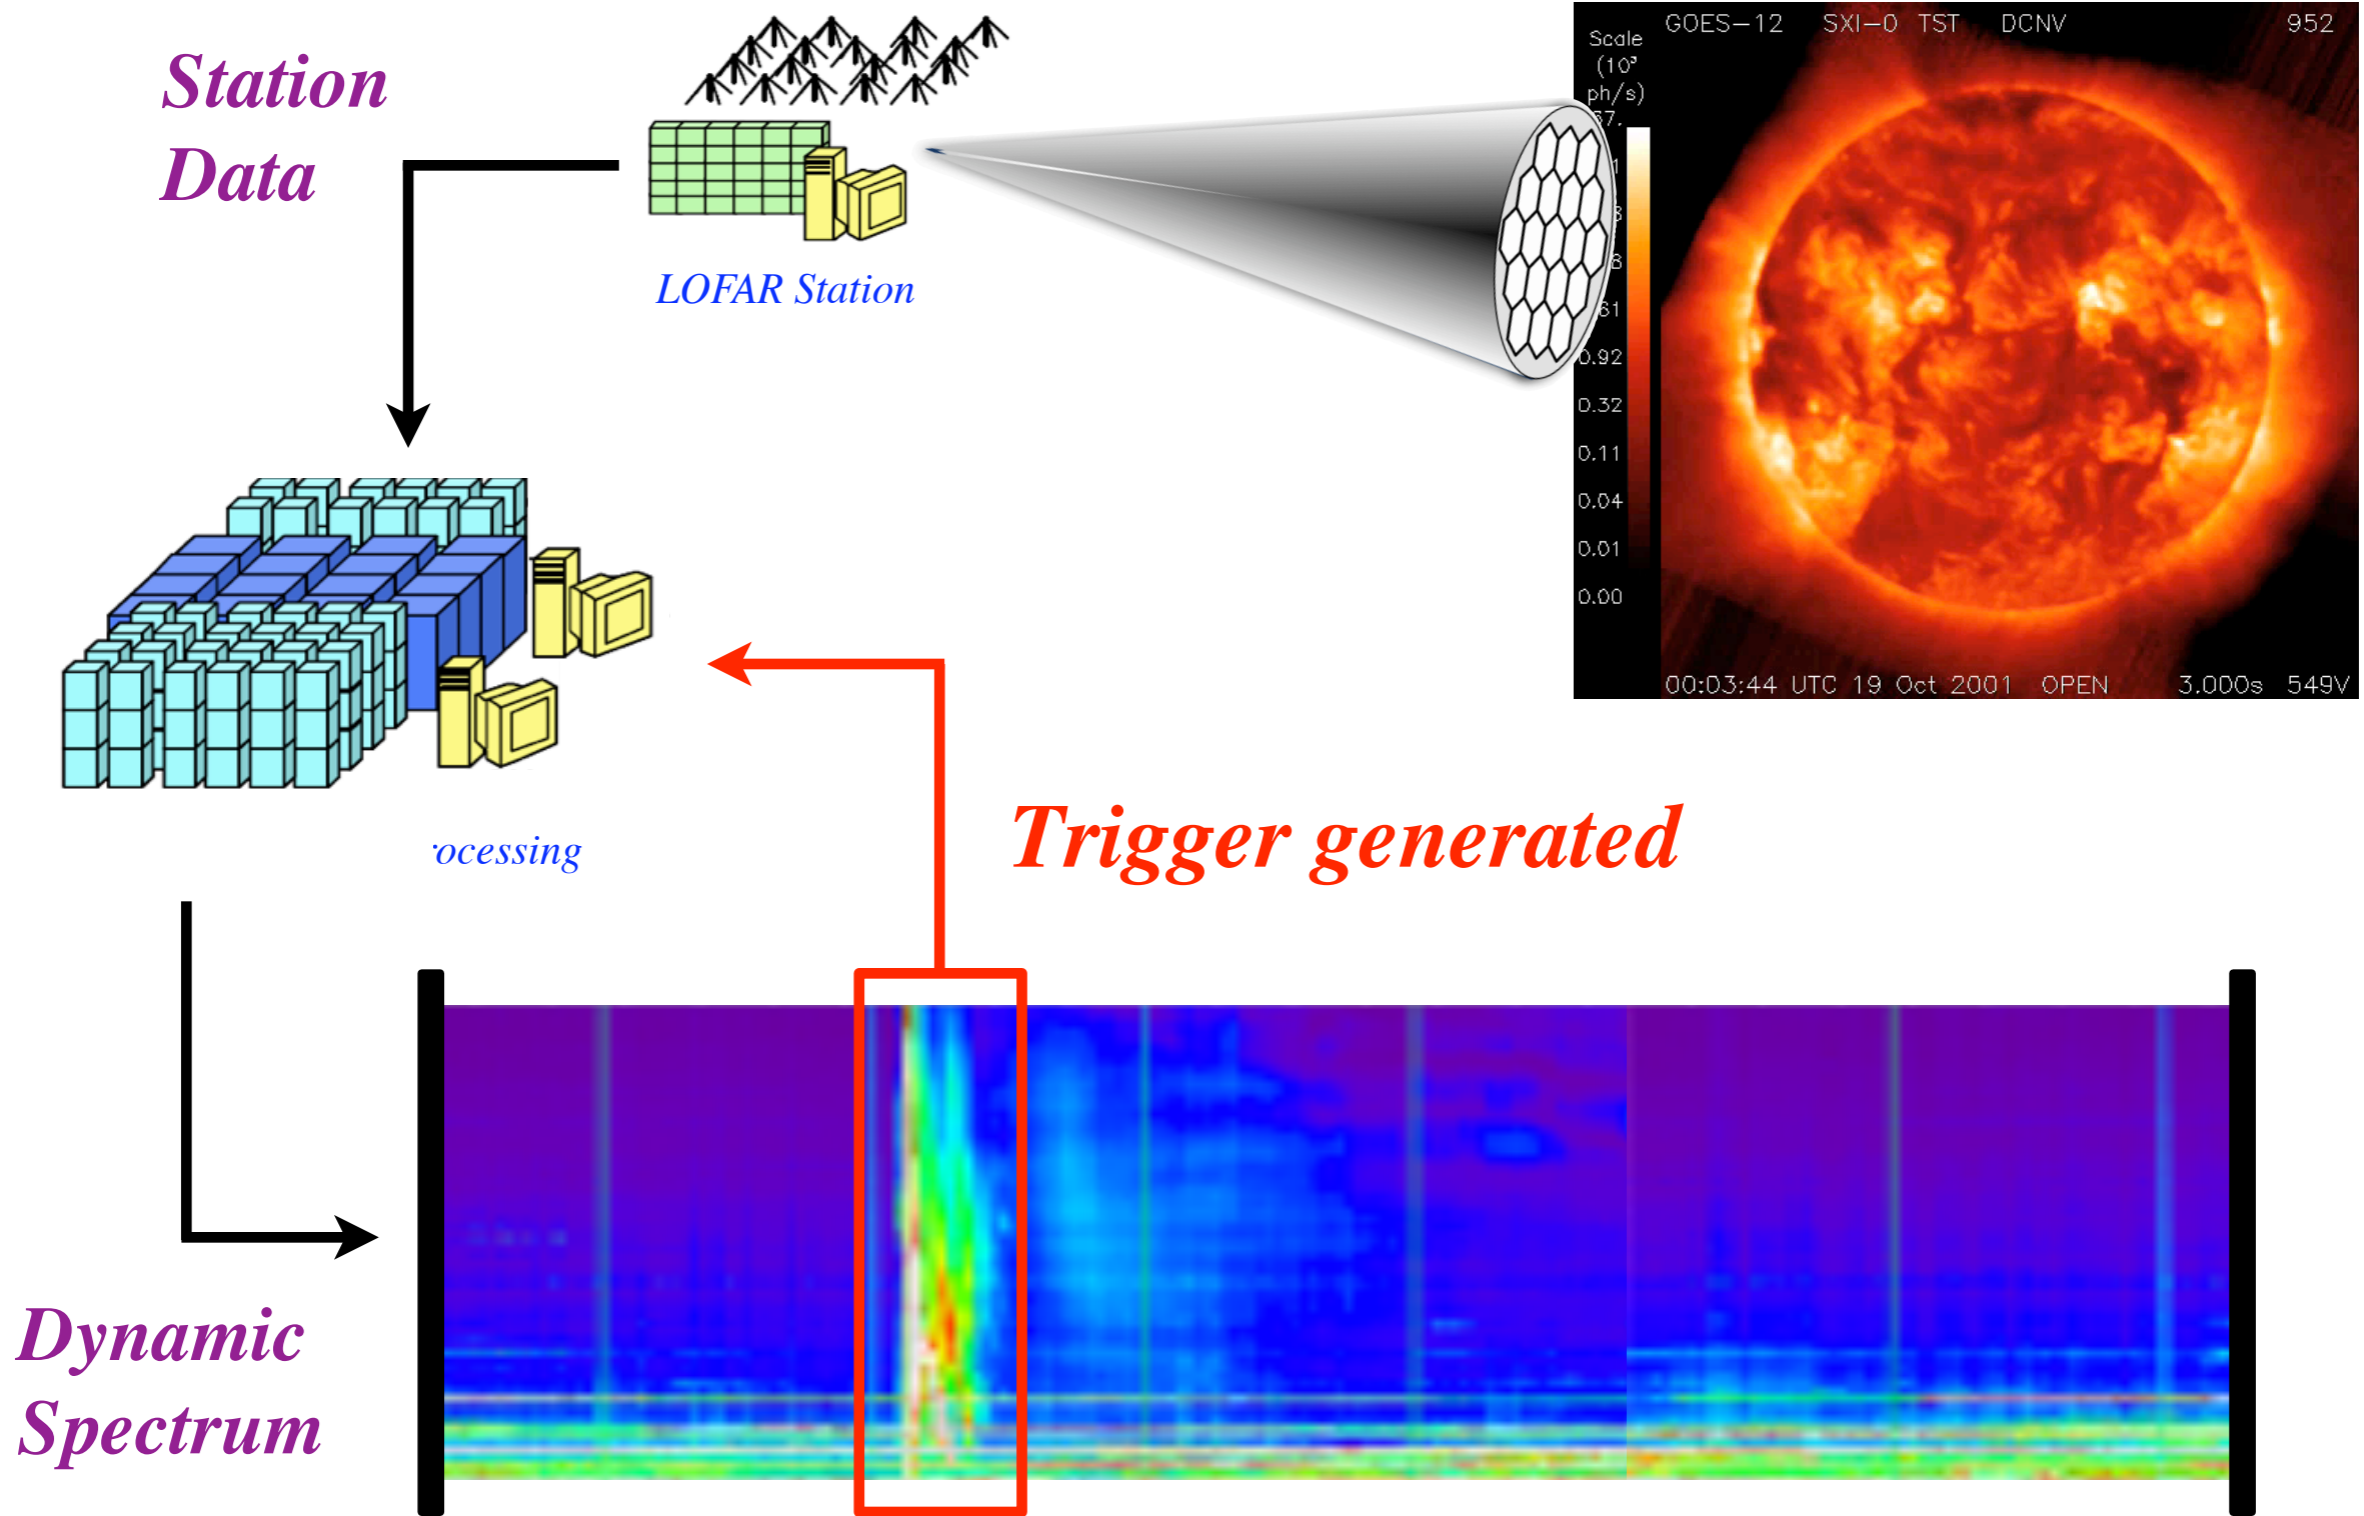 Station
Data
LOFAR Station
GOES-12 SXI-0 TST DCNV 952
Scale
(10³
ph/s)
0.92
0.32
0.11
0.04
0.01
0.00
00:03:44 UTC 19 Oct 2001 OPEN 3.000s 549V
ocessing
Trigger generated
Dynamic
Spectrum